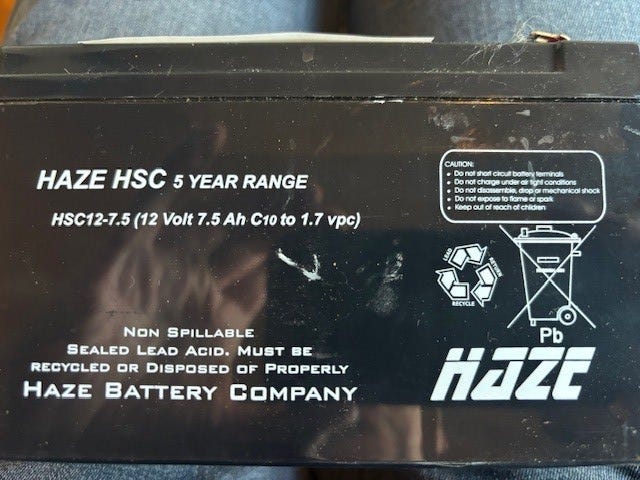 HAZE HSC 5 YEAR RANGE
HSC12-7.5 (12 Volt 7.5 Ah C10 to 1.7 vpc)
CAUTION:
• Do not short circuit battery terminals
• Do not charge under air tight conditions
• Do not disassemble, drop or mechanical shock
• Do not expose to flame or spark
• Keep out of reach of children
LEAD
RETURN
RECYCLE
Pb
NON SPILLABLE
SEALED LEAD ACID. MUST BE
RECYCLED OR DISPOSED OF PROPERLY
HAZE BATTERY COMPANY
HAZE